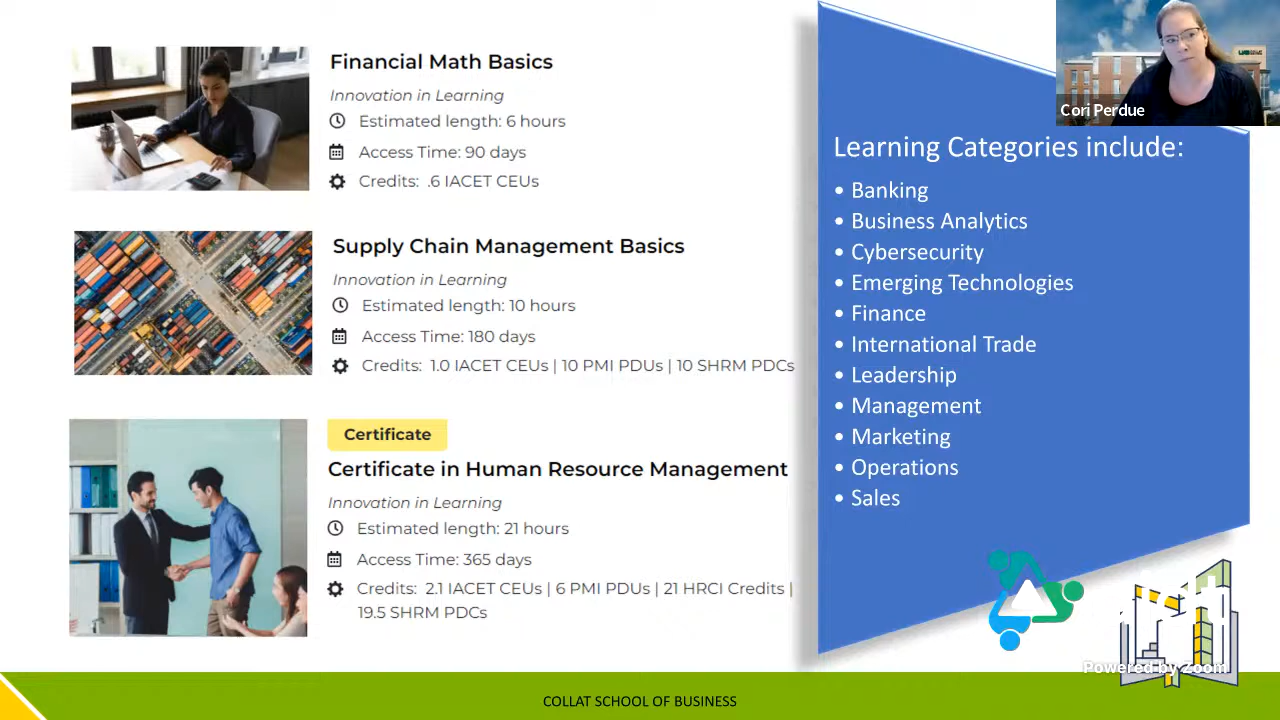 Financial Math Basics
Innovation in Learning
Estimated length: 6 hours
Access Time: 90 days
Credits: .6 IACET CEUs
Supply Chain Management Basics
Innovation in Learning
Estimated length: 10 hours
Access Time: 180 days
Credits: 1.0 IACET CEUs | 10 PMI PDUs | 10 SHRM PDCs
Certificate
Certificate in Human Resource Management
Innovation in Learning
Estimated length: 21 hours
Access Time: 365 days
Credits: 2.1 IACET CEUs | 6 PMI PDUs | 21 HRCI Credits |
19.5 SHRM PDCs
Cori Perdue
Learning Categories include:
• Banking
• Business Analytics
• Cybersecurity
• Emerging Technologies
• Finance
• International Trade
• Leadership
• Management
• Marketing
• Operations
• Sales
Powered by Zoom
COLLAT SCHOOL OF BUSINESS